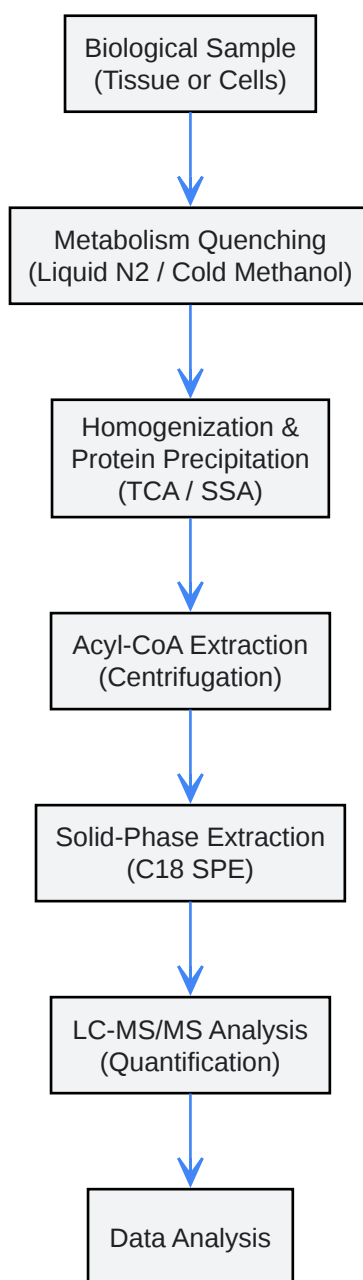 Biological Sample
(Tissue or Cells)
Metabolism Quenching
(Liquid N2 / Cold Methanol)
Homogenization &
Protein Precipitation
(TCA / SSA)
Acyl-CoA Extraction
(Centrifugation)
Solid-Phase Extraction
(C18 SPE)
LC-MS/MS Analysis
(Quantification)
Data Analysis